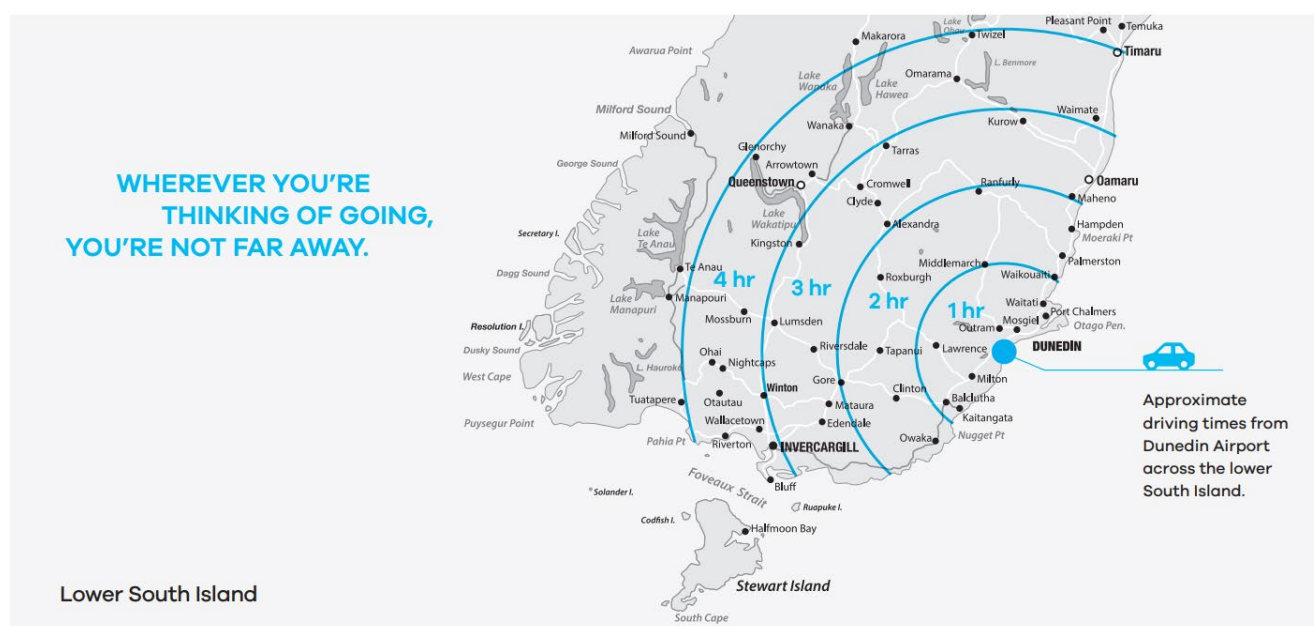 WHEREVER YOU'RE
THINKING OF GOING,
YOU'RE NOT FAR AWAY.
Lower South Island
Pleasant Point
Temuka
Lake
Ohau
Twizel
Makarora
Timaru
Awarua Point
L. Benmore
Lake
Wanaka
Lake
Hawea
Omarama
Milford Sound
Waimate
Kurow
Wanaka
Milford Sound
Glenorchy
Tarras
George Sound
Arrowtown
Queenstown
Cromwell
Ranfurly
Oamaru
Clyde
Maheno
Lake
Wakatipu
Alexandra
Hampden
Moeraki Pt
Secretary I.
Lake
Te Anau
Kingston
Palmerston
Middlemarch
Dagg Sound
Te Anau
4 hr
3 hr
2 hr
1 hr
Roxburgh
Waikouaiti
Lake
Manapuri
Manapouri
Waitati
Port Chalmers
Mossburn
Lumsden
Outram
Mosgiel
Otago Pen.
Resolution I.
Dusky Sound
Ohai
Nightcaps
Riversdale
Tapanui
Lawrence
DUNEDIN
West Cape
L. Hauroko
Winton
Gore
Clinton
Milton
Tuatapere
Otautau
Mataura
Balclutha
Kaitangata
Puysegur Point
Wallacetown
Edendale
Nugget Pt
Pahia Pt
Riverton
INVERCARGILL
Owaka
Foveaux Strait
Bluff
Solander I.
Ruapuke I.
Codfish I.
Halfmoon Bay
Stewart Island
South Cape
Approximate
driving times from
Dunedin Airport
across the lower
South Island.